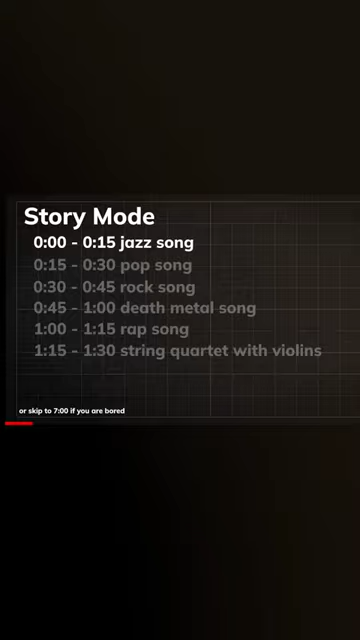 Story Mode
0:00 - 0:15 jazz song
0:15 - 0:30 pop song
0:30 - 0:45 rock song
0:45 - 1:00 death metal song
1:00 - 1:15 rap song
1:15 - 1:30 string quartet with violins
or skip to 7:00 if you are bored